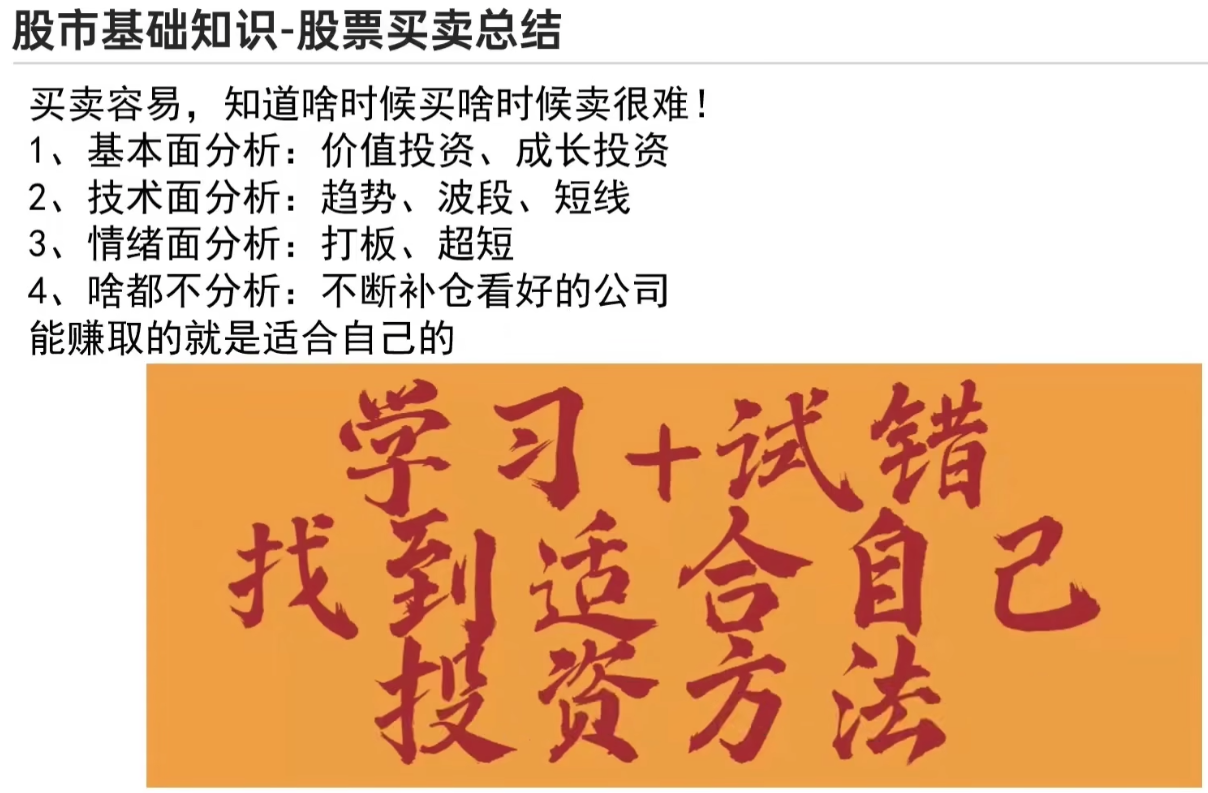 股市基础知识-股票买卖总结
买卖容易，知道啥时候买啥时候卖很难！
1、基本面分析：价值投资、成长投资
2、技术面分析：趋势、波段、短线
3、情绪面分析：打板、超短
4、啥都不分析：不断补仓看好的公司
能赚取的就是适合自己的
学习+试错
找到适合自己
投资方法